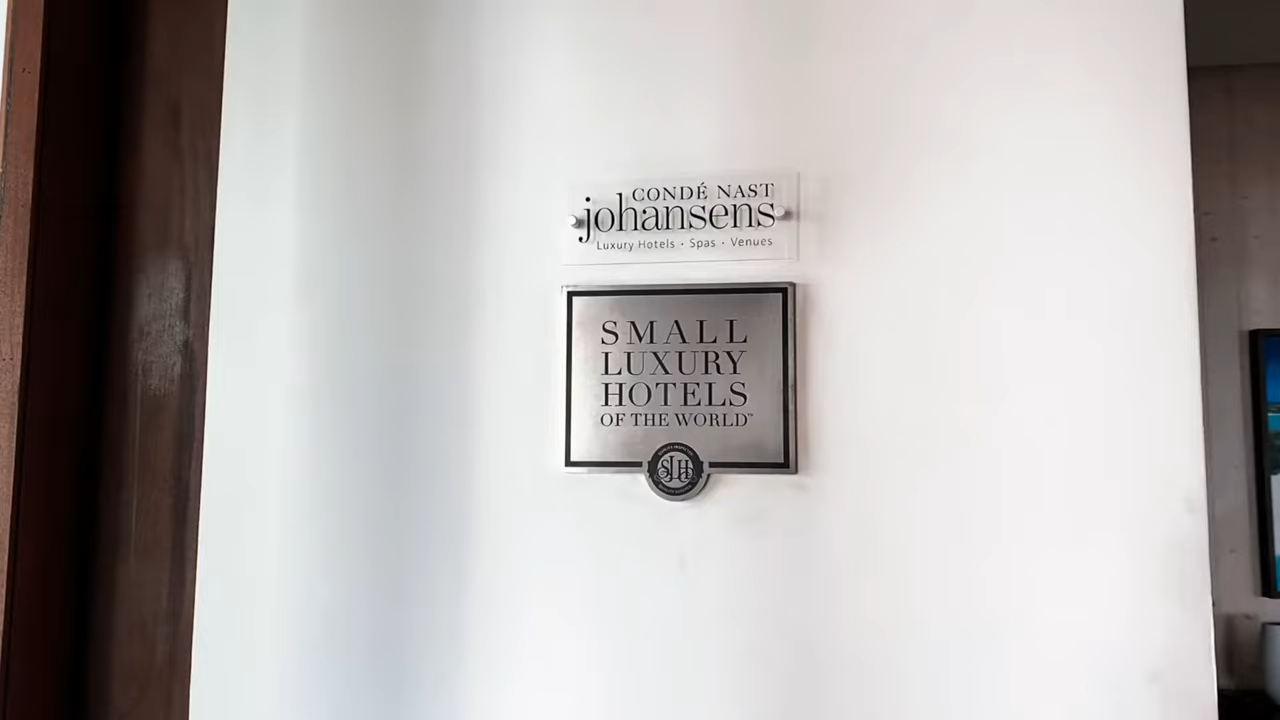 CONDÉ NAST
johansens
Luxury Hotels · Spas · Venues
SMALL
LUXURY
HOTELS
OF THE WORLD™
SLH